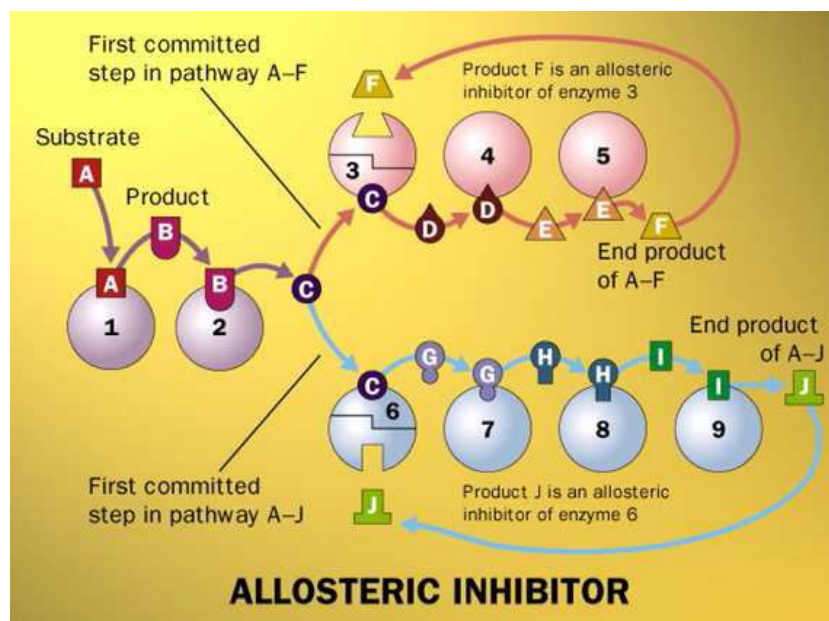 First committed
step in pathway A–F
F
Product F is an allosteric
inhibitor of enzyme 3
Substrate
A
Product
B
3
4
5
C
D
D
E
E
F
End product
of A–F
A
B
C
1
2
End product
of A–J
C
G
G
H
H
I
I
J
6
7
8
9
First committed
step in pathway A–J
J
Product J is an allosteric
inhibitor of enzyme 6
ALLOSTERIC INHIBITOR